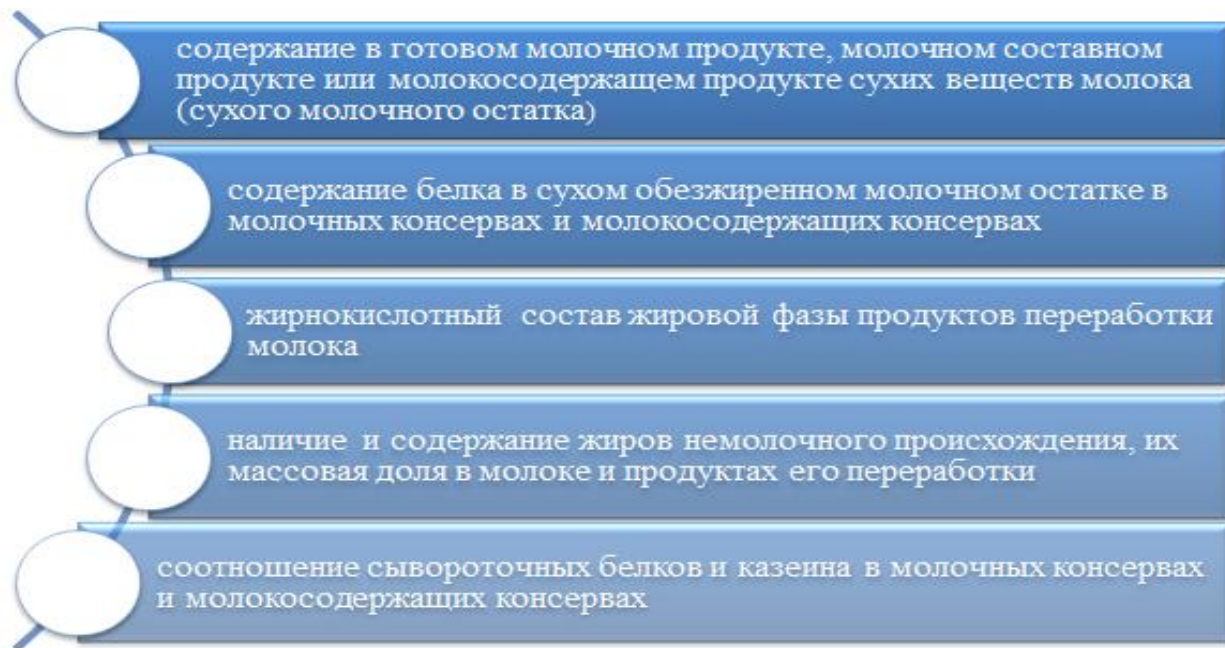 содержание в готовом молочном продукте, молочном составном
продукте или молокосодержащем продукте сухих веществ молока
(сухого молочного остатка)
содержание белка в сухом обезжиренном молочном остатке в
молочных консервах и молокосодержащих консервах
жирнокислотный состав жировой фазы продуктов переработки
молока
наличие и содержание жиров немолочного происхождения, их
массовая доля в молоке и продуктах его переработки
соотношение сывороточных белков и казеина в молочных консервах
и молокосодержащих консервах